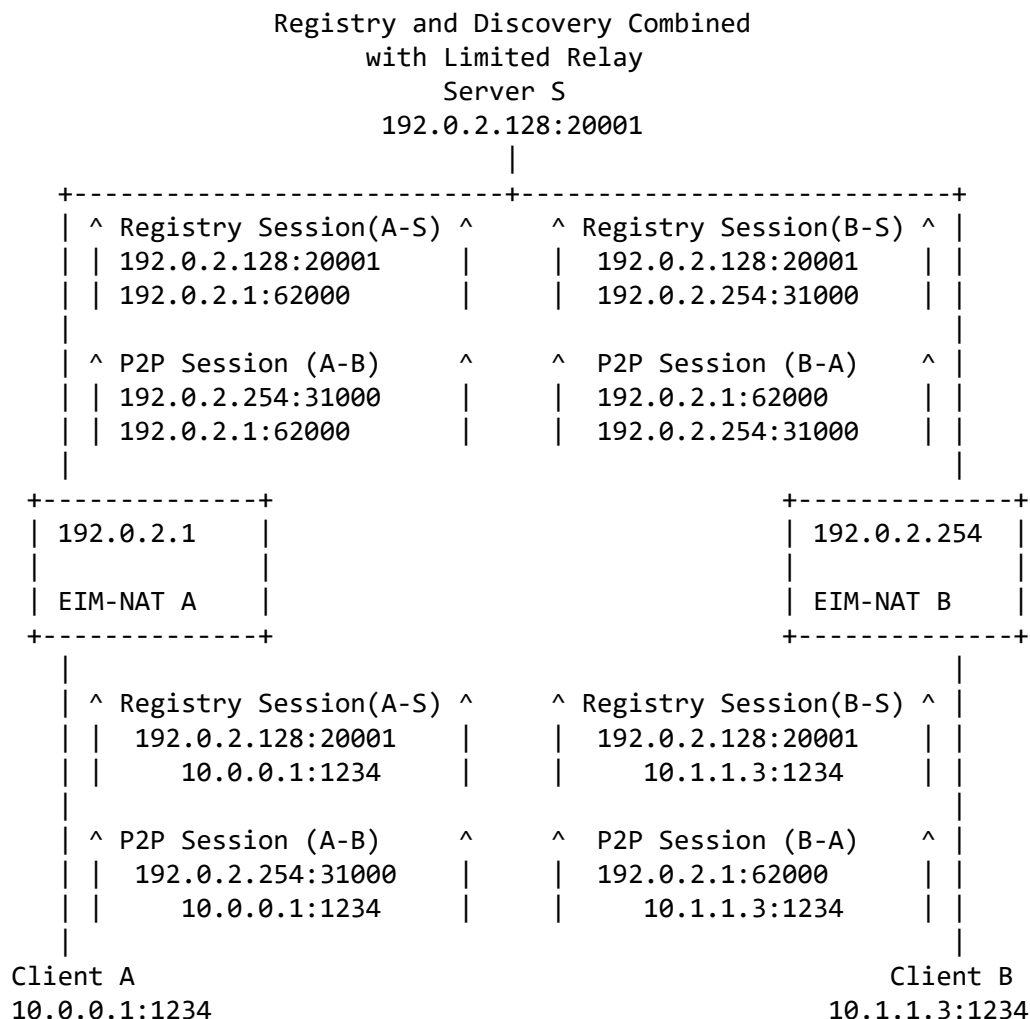 Registry and Discovery Combined
with Limited Relay
Server S
192.0.2.128:20001
^ Registry Session(A-S) ^ ^ Registry Session(B-S) ^
192.0.2.128:20001 192.0.2.128:20001
192.0.2.1:62000 192.0.2.254:31000
^ P2P Session (A-B) ^ ^ P2P Session (B-A) ^
192.0.2.254:31000 192.0.2.1:62000
192.0.2.1:62000 192.0.2.254:31000
192.0.2.1 192.0.2.254
EIM-NAT A EIM-NAT B
^ Registry Session(A-S) ^ ^ Registry Session(B-S) ^
192.0.2.128:20001 192.0.2.128:20001
10.0.0.1:1234 10.1.1.3:1234
^ P2P Session (A-B) ^ ^ P2P Session (B-A) ^
192.0.2.254:31000 192.0.2.1:62000
10.0.0.1:1234 10.1.1.3:1234
Client A Client B
10.0.0.1:1234 10.1.1.3:1234